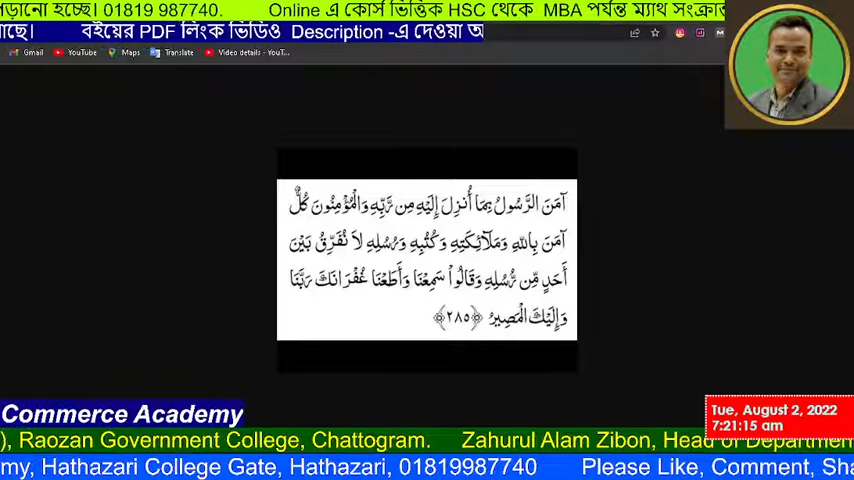 ড়ানো হচ্ছে। 01819 987740. Online এ কোর্স ভিত্তিক HSC থেকে MBA পর্যন্ত ম্যাথ সংক্রা
বইয়ের PDF লিংক ভিডিও Description -এ দেওয়া
Gmail YouTube Maps Translate Video details - YouT...
آمَنَ الرَّسُولُ بِمَا أُنزِلَ إِلَيْهِ مِن رَّبِّهِ وَالْمُؤْمِنُونَ كُلٌّ
آمَنَ بِاللّهِ وَمَلآئِكَتِهِ وَكُتُبِهِ وَرُسُلِهِ لاَ نُفَرِّقُ بَيْنَ
أَحَدٍ مِّن رُّسُلِهِ وَقَالُواْ سَمِعْنَا وَأَطَعْنَا غُفْرَانَكَ رَبَّنَا
وَإِلَيْكَ الْمَصِيرُ ﴿٢٨٥﴾
Commerce Academy
Tue, August 2, 2022
7:21:15 am
), Raozan Government College, Chattogram. Zahurul Alam Zibon, Head of Department
my, Hathazari College Gate, Hathazari, 01819987740 Please Like, Comment, Sha